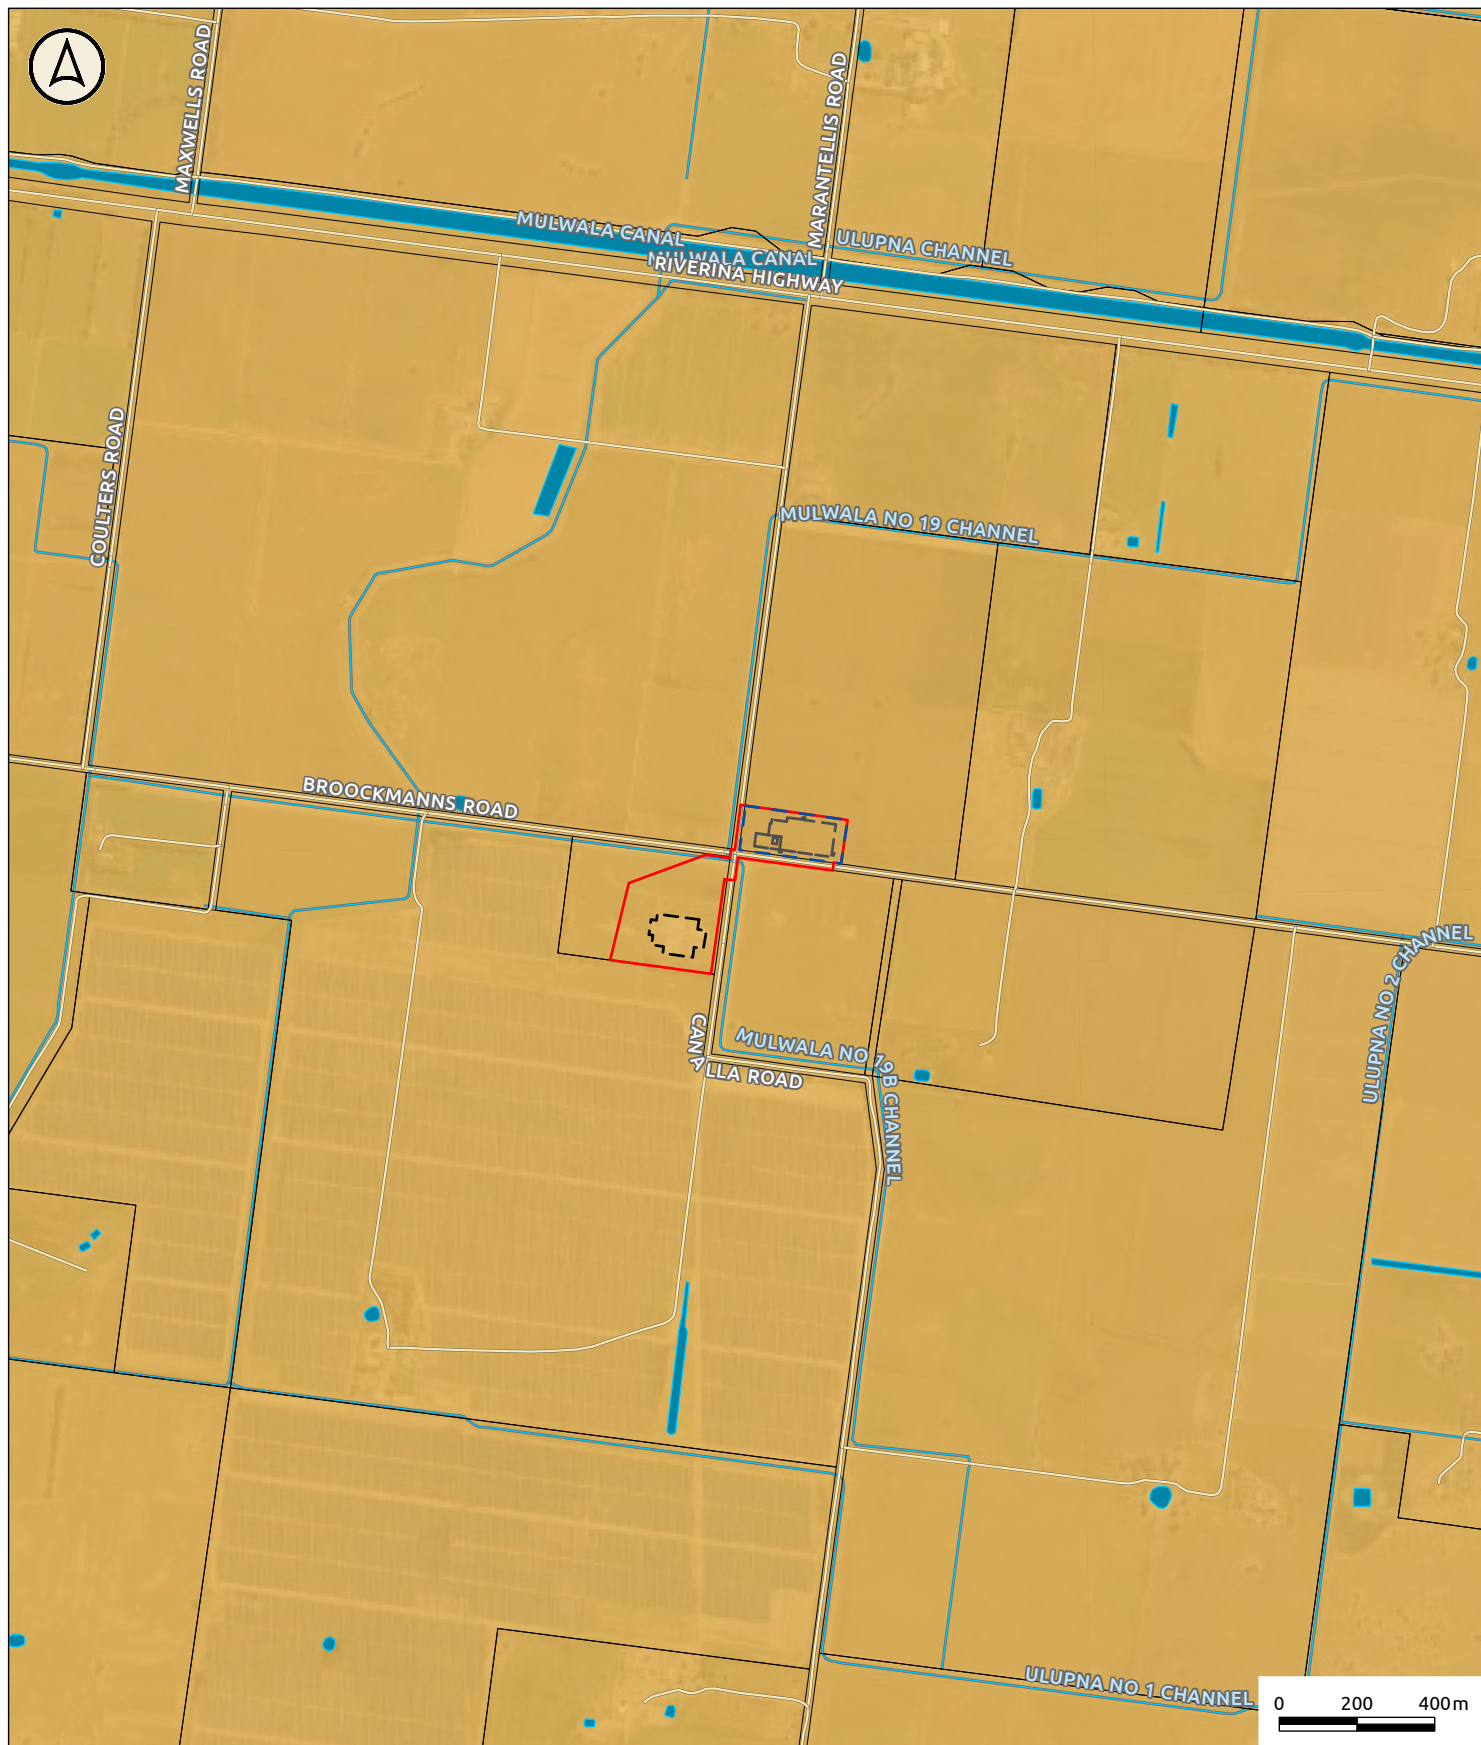 MAXWELLS ROAD
MARANTELLIS ROAD
MULWALA CANAL
ULUPNA CHANNEL
MULWALA CANAL
RIVERINA HIGHWAY
COULTERS ROAD
MULWALA NO 19 CHANNEL
BROOCKMANNS ROAD
ULUPNA NO 2 CHANNEL
CANALLA ROAD
MULWALA NO 19B CHANNEL
ULUPNA NO 1 CHANNEL
0 200 400 m